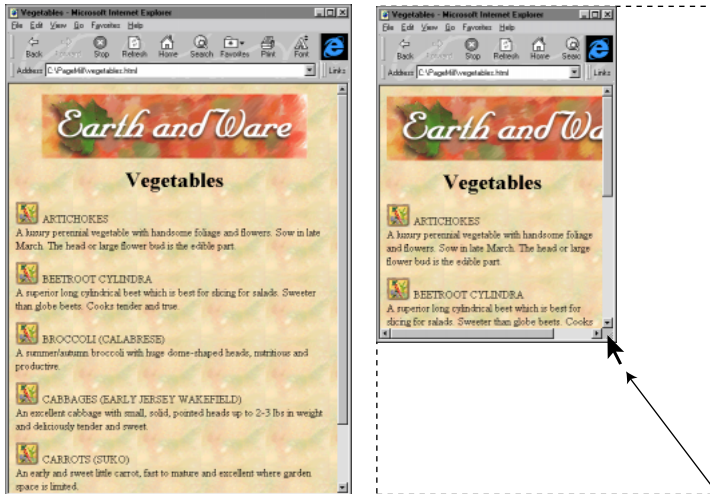 Vegetables - Microsoft Internet Explorer
File Edit View Go Favorites Help
Back Forward Stop Refresh Home Search Favorites Print Font
Address C:\PageMill\vegetables.html Links
Earth and Ware
Vegetables
ARTICHOKES
A luxury perennial vegetable with handsome foliage and flowers. Sow in late
March. The head or large flower bud is the edible part.
BEETROOT CYLINDRA
A superior long cylindrical beet which is best for slicing for salads. Sweeter
than globe beets. Cooks tender and true.
BROCCOLI (CALABRESE)
A summer/autumn broccoli with huge dome-shaped heads, nutritious and
productive.
CABBAGES (EARLY JERSEY WAKEFIELD)
An excellent cabbage with small, solid, pointed heads up to 2-3 lbs in weight
and deliciously tender and sweet.
CARROTS (SUKO)
An early and sweet little carrot, fast to mature and excellent where garden
space is limited.
Vegetables - Microsoft Internet Explorer
File Edit View Go Favorites Help
Back Forward Stop Refresh Home Searc
Address C:\PageMill\vegetables.html Links
Earth and Wa
Vegetables
ARTICHOKES
A luxury perennial vegetable with handsome foliage
and flowers. Sow in late March. The head or large
flower bud is the edible part.
BEETROOT CYLINDRA
A superior long cylindrical beet which is best for
slicing for salads. Sweeter than globe beets. Cooks